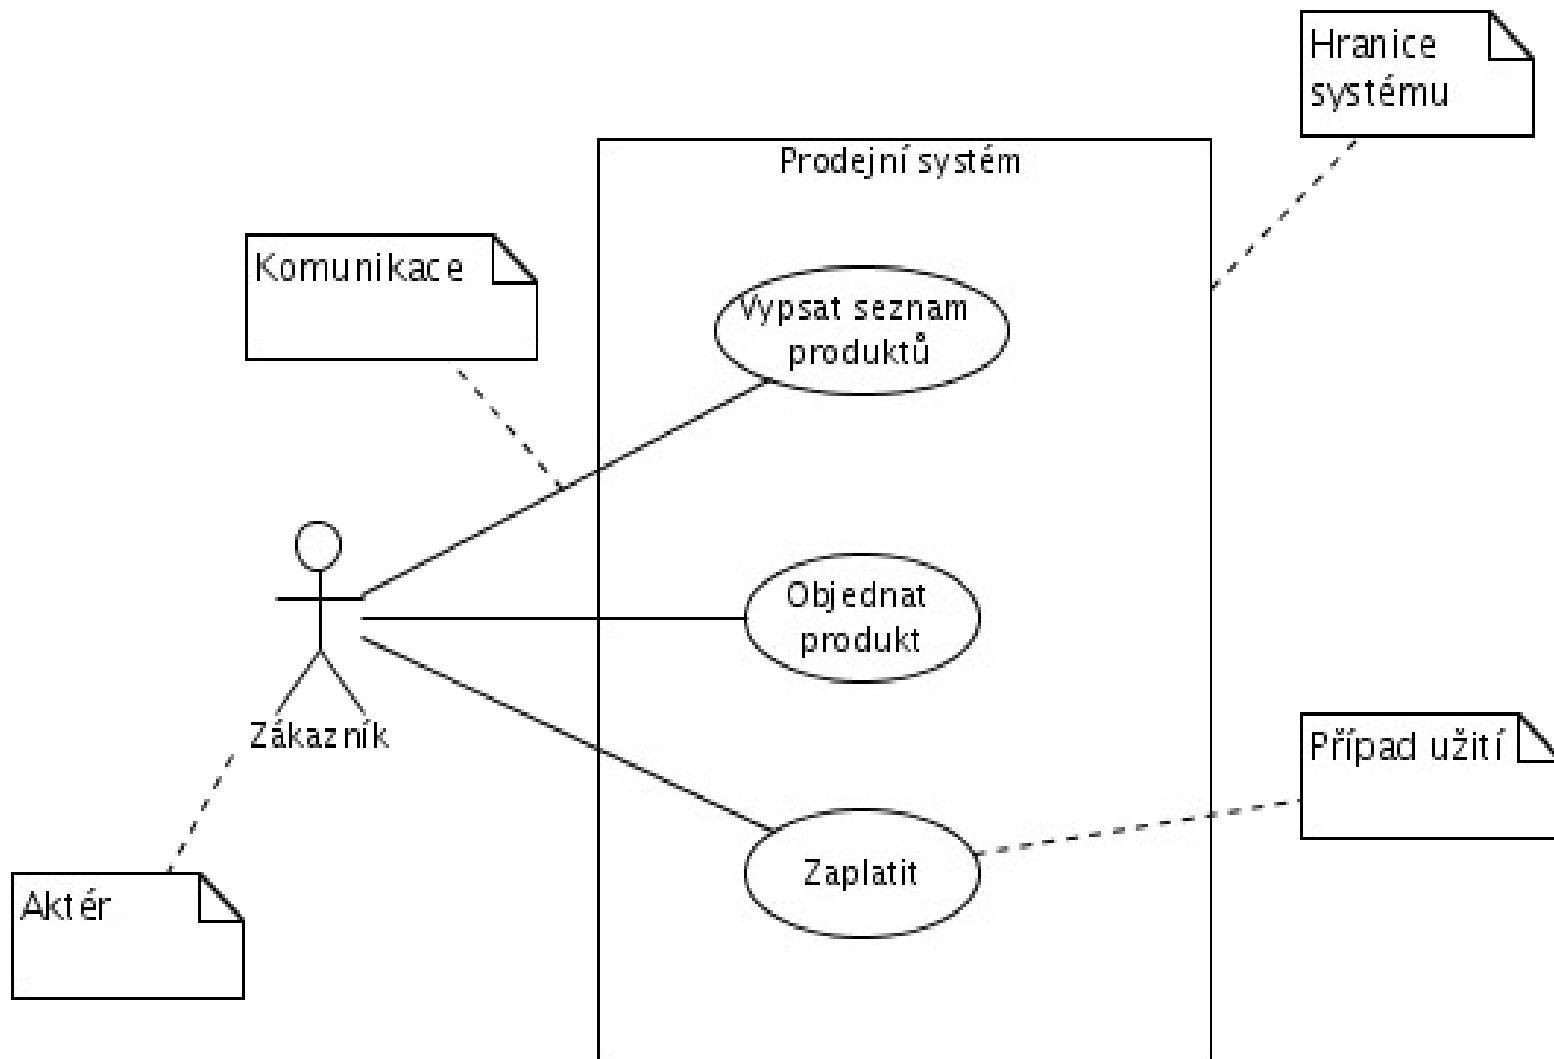 Hranice
systému
Prodejní systém
Komunikace
Vypsat seznam
produktů
Objednat
produkt
Zákazník
Případ užití
Zaplatit
Aktér